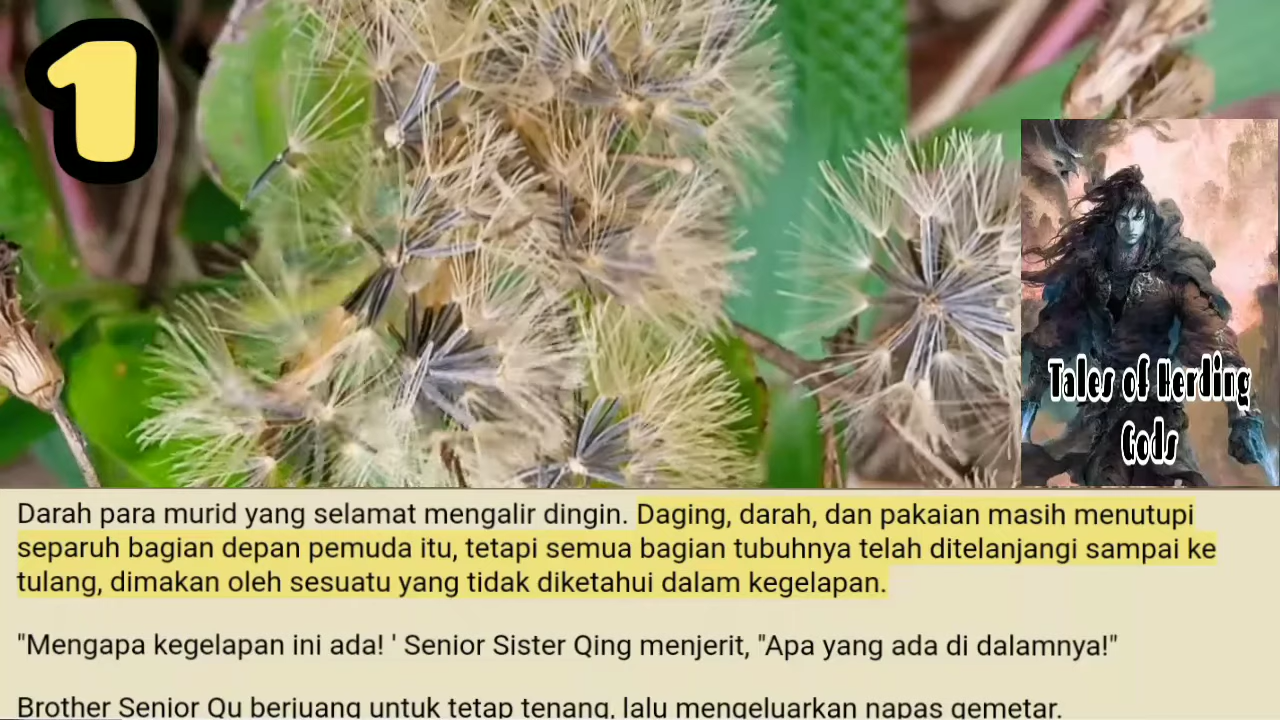 1
Tales of Herding
Gods
Darah para murid yang selamat mengalir dingin. Daging, darah, dan pakaian masih menutupi
separuh bagian depan pemuda itu, tetapi semua bagian tubuhnya telah ditelanjangi sampai ke
tulang, dimakan oleh sesuatu yang tidak diketahui dalam kegelapan.
"Mengapa kegelapan ini ada! ' Senior Sister Qing menjerit, "Apa yang ada di dalamnya!"
Brother Senior Qu berjuang untuk tetap tenang, lalu mengeluarkan napas gemetar.